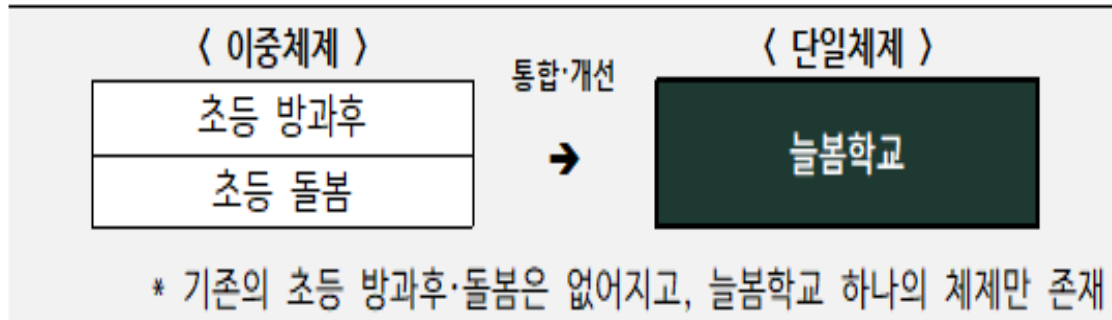 〈 이중체제 〉
통합·개선
〈 단일체제 〉
초등 방과후
초등 돌봄
➔
늘봄학교
* 기존의 초등 방과후·돌봄은 없어지고, 늘봄학교 하나의 체제만 존재